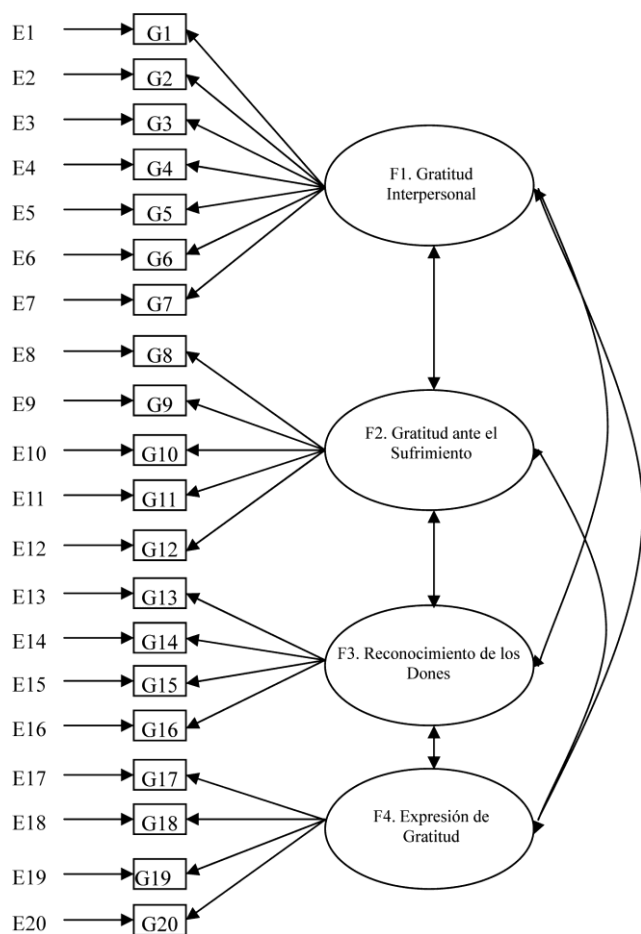 E1 G1
E2 G2
E3 G3
E4 G4
E5 G5
E6 G6
E7 G7
F1. Gratitud
Interpersonal
E8 G8
E9 G9
E10 G10
E11 G11
E12 G12
F2. Gratitud ante el
Sufrimiento
E13 G13
E14 G14
E15 G15
E16 G16
F3. Reconocimiento de los
Dones
E17 G17
E18 G18
E19 G19
E20 G20
F4. Expresión de
Gratitud